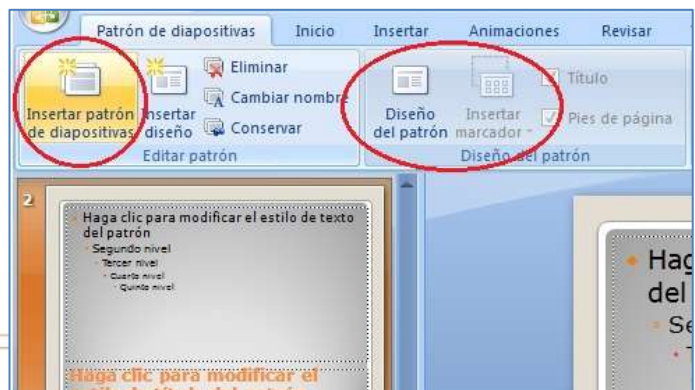 Patrón de diapositivas Inicio Insertar Animaciones Revisar
Insertar patrón de diapositivas
Insertar diseño
Eliminar
Cambiar nombre
Conservar
Editar patrón
Diseño del patrón
Insertar marcador
Título
Pies de página
Diseño del patrón
2
Haga clic para modificar el estilo de texto
del patrón
Segundo nivel
Tercer nivel
Cuarto nivel
Quinto nivel
Haga clic para modificar el
Hag
del
Se